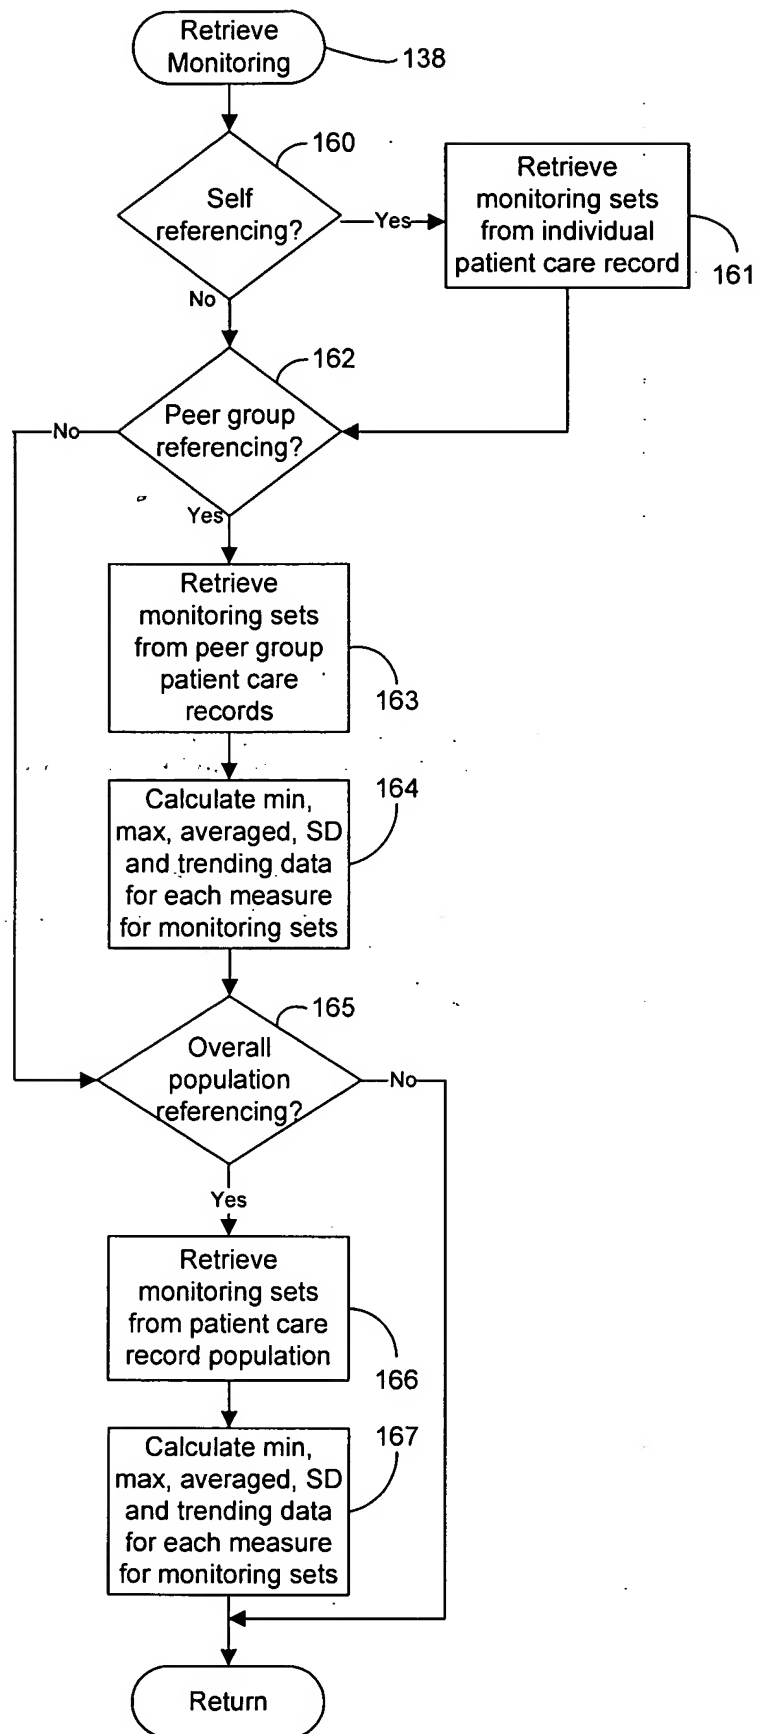 Retrieve
Monitoring
138
160
Self
referencing?
Yes
Retrieve
monitoring sets
from individual
patient care record
161
No
162
Peer group
referencing?
No
Yes
Retrieve
monitoring sets
from peer group
patient care
records
163
164
Calculate min,
max, averaged, SD
and trending data
for each measure
for monitoring sets
165
Overall
population
referencing?
No
Yes
Retrieve
monitoring sets
from patient care
record population
166
167
Calculate min,
max, averaged, SD
and trending data
for each measure
for monitoring sets
Return